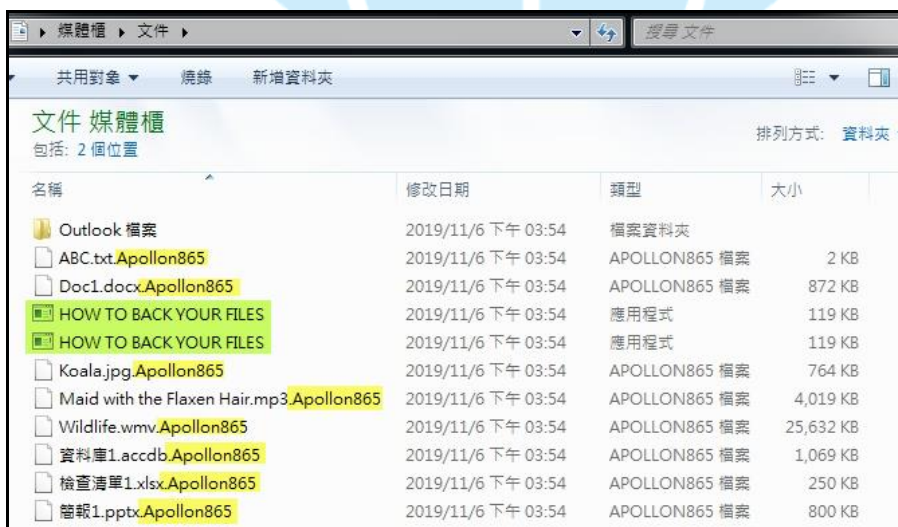 媒體櫃 ▸ 文件 ▸ 搜尋 文件
共用對象 燒錄 新增資料夾
文件 媒體櫃
包括: 2 個位置 排列方式: 資料夾
名稱 修改日期 類型 大小
Outlook 檔案 2019/11/6 下午 03:54 檔案資料夾
ABC.txt.Apollon865 2019/11/6 下午 03:54 APOLLON865 檔案 2 KB
Doc1.docx.Apollon865 2019/11/6 下午 03:54 APOLLON865 檔案 872 KB
HOW TO BACK YOUR FILES 2019/11/6 下午 03:54 應用程式 119 KB
HOW TO BACK YOUR FILES 2019/11/6 下午 03:54 應用程式 119 KB
Koala.jpg.Apollon865 2019/11/6 下午 03:54 APOLLON865 檔案 764 KB
Maid with the Flaxen Hair.mp3.Apollon865 2019/11/6 下午 03:54 APOLLON865 檔案 4,019 KB
Wildlife.wmv.Apollon865 2019/11/6 下午 03:54 APOLLON865 檔案 25,632 KB
資料庫1.accdb.Apollon865 2019/11/6 下午 03:54 APOLLON865 檔案 1,069 KB
檢查清單1.xlsx.Apollon865 2019/11/6 下午 03:54 APOLLON865 檔案 250 KB
簡報1.pptx.Apollon865 2019/11/6 下午 03:54 APOLLON865 檔案 800 KB